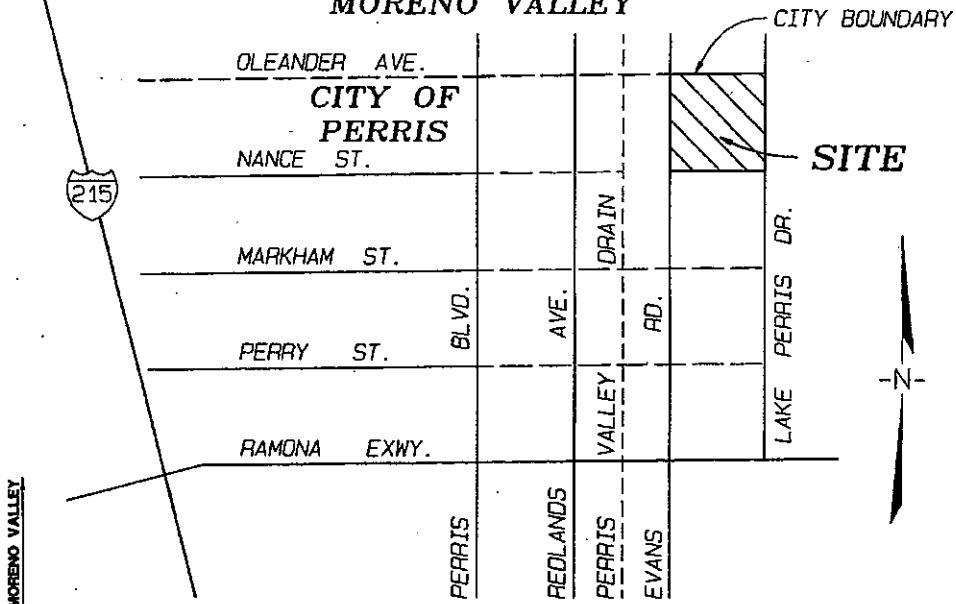 MORENO VALLEY
CITY BOUNDARY
OLEANDER AVE.
CITY OF
PERRIS
NANCE ST.
SITE
215
MARKHAM ST.
PERRY ST.
RAMONA EXWY.
PERRIS BLVD.
REDLANDS AVE.
PERRIS VALLEY DRAIN
EVANS RD.
LAKE PERRIS DR.
-N-
MORENO VALLEY